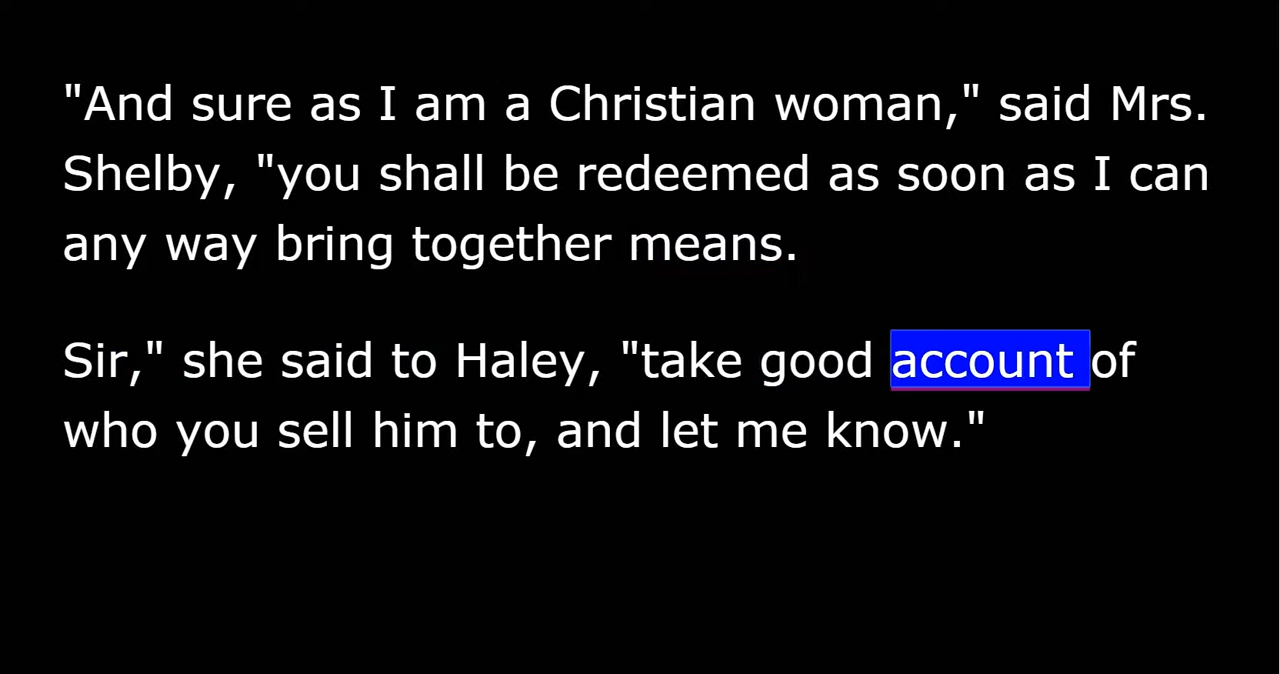 "And sure as I am a Christian woman," said Mrs.
Shelby, "you shall be redeemed as soon as I can
any way bring together means.
Sir," she said to Haley, "take good account of
who you sell him to, and let me know."